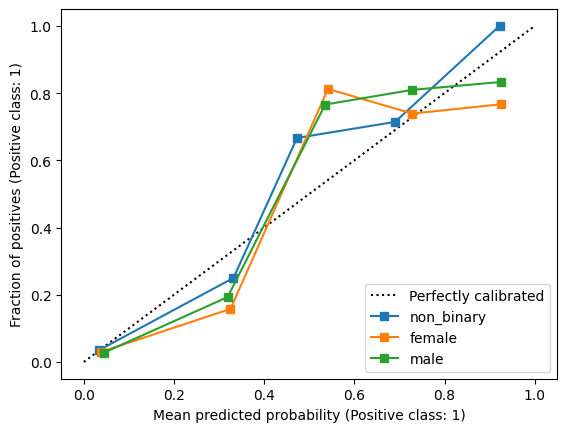 1.0
0.8
0.6
0.4
0.2
0.0
Fraction of positives (Positive class: 1)
Perfectly calibrated
non_binary
female
male
0.0 0.2 0.4 0.6 0.8 1.0
Mean predicted probability (Positive class: 1)